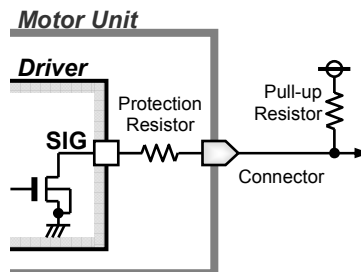 Motor Unit
Driver
Protection
Resistor
Pull-up
Resistor
SIG
Connector